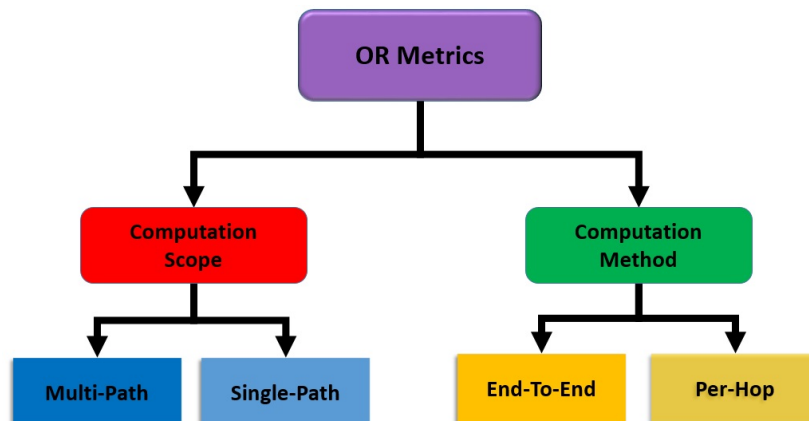 OR Metrics
Computation
Scope
Computation
Method
Multi-Path
Single-Path
End-To-End
Per-Hop